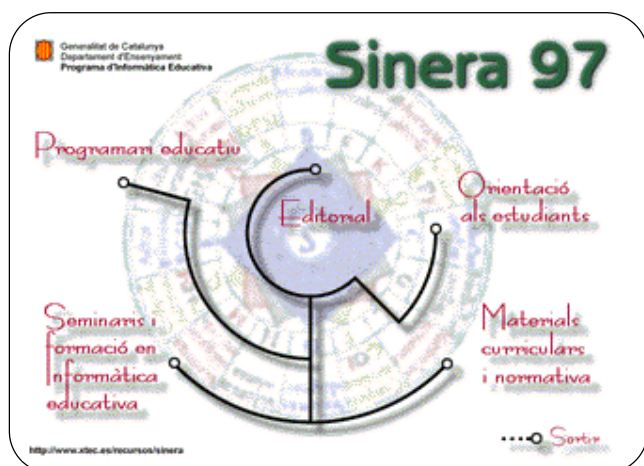 Generalitat de Catalunya
Departament d'Ensenyament
Programa d'Informàtica Educativa
Sinera 97
Programari educatiu
Editorial
Orientació
als estudiants
Seminaris i
formació en
Informàtica
educativa
Materials
curriculars
i normativa
http://www.xtec.es/recursos/sinera
Sortir